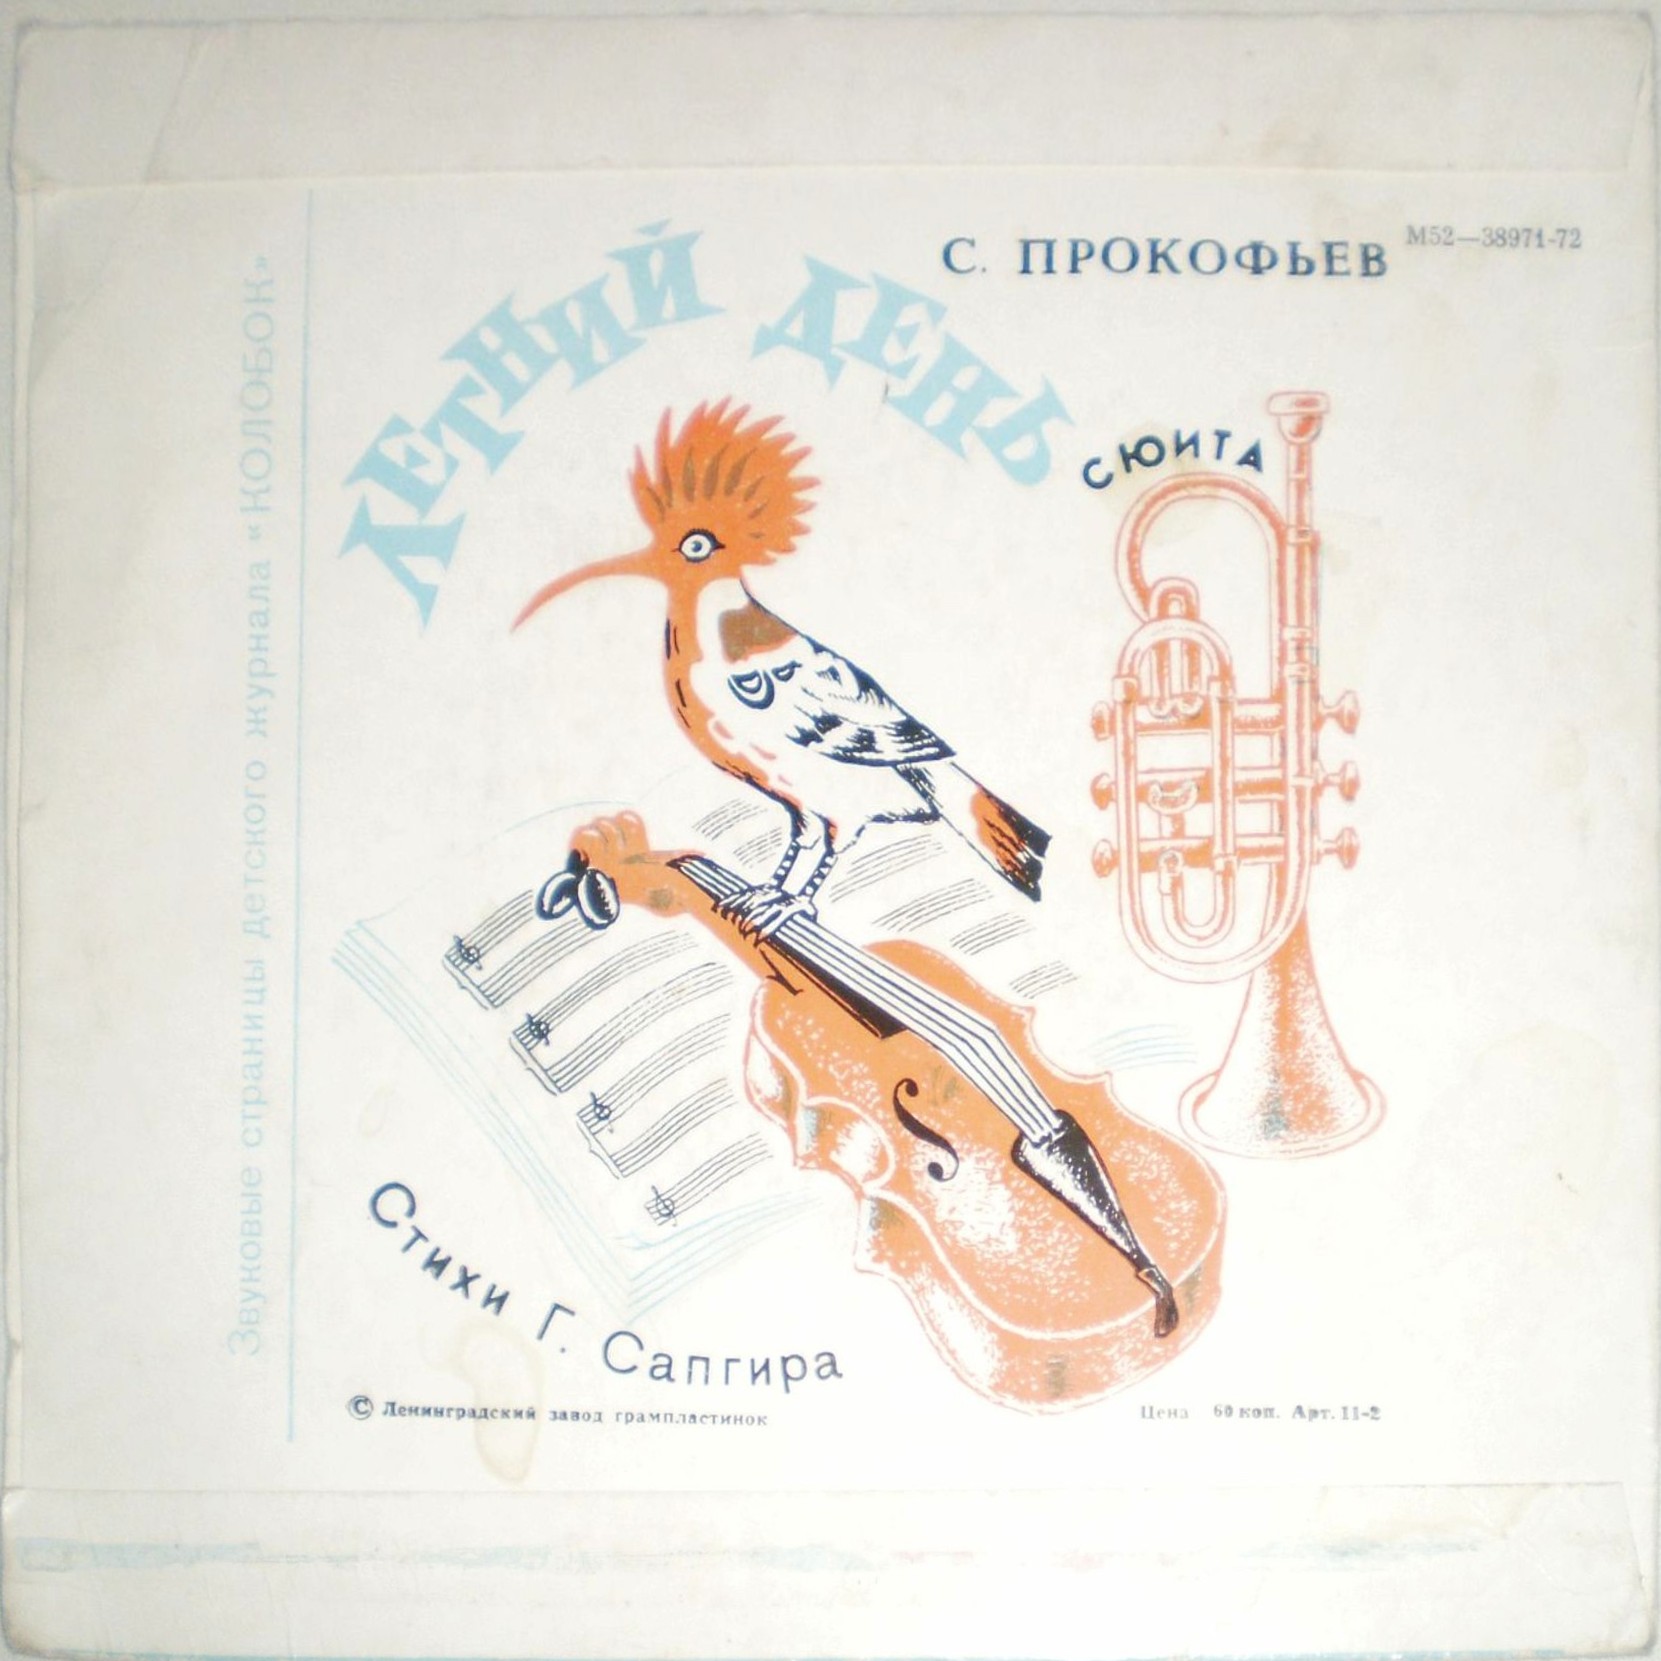 М52—38971-72
С. ПРОКОФЬЕВ
ЛЕТНИЙ ДЕНЬ
СЮИТА
Звуковые страницы детского журнала «КОЛОБОК»
Стихи Г. Сапгира
© Ленинградский завод грампластинок
Цена 60 коп. Арт. 11-2